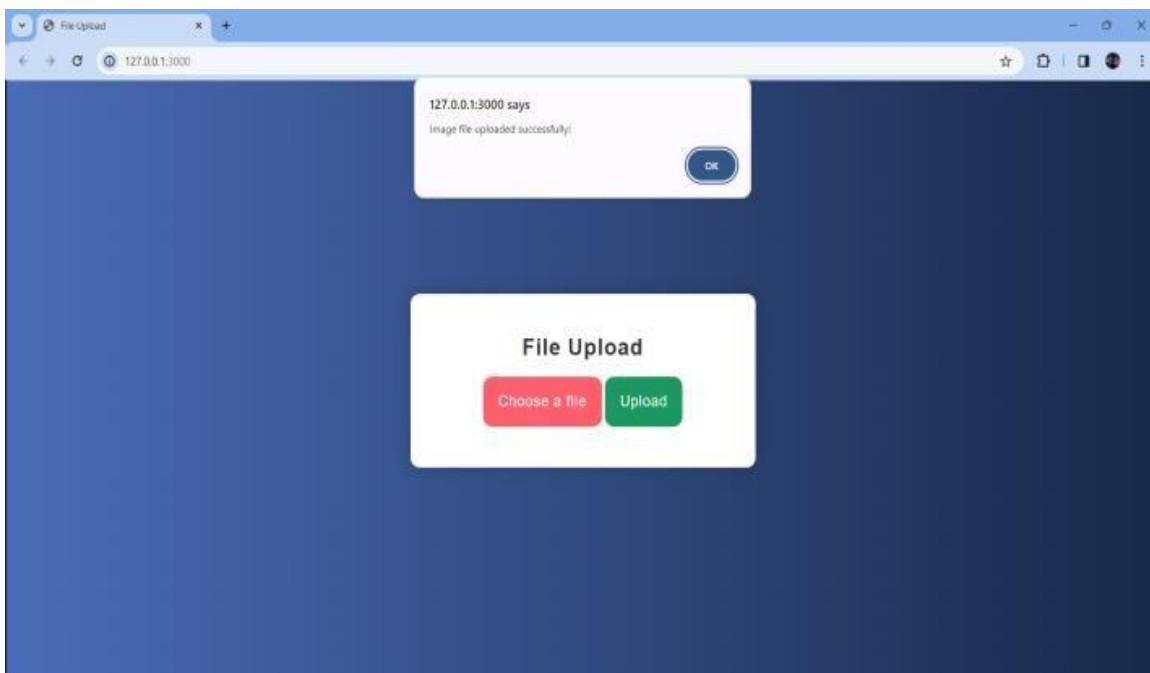 File Upload
127.0.0.1:3000
127.0.0.1:3000 says
Image file uploaded successfully!
OK
File Upload
Choose a file
Upload